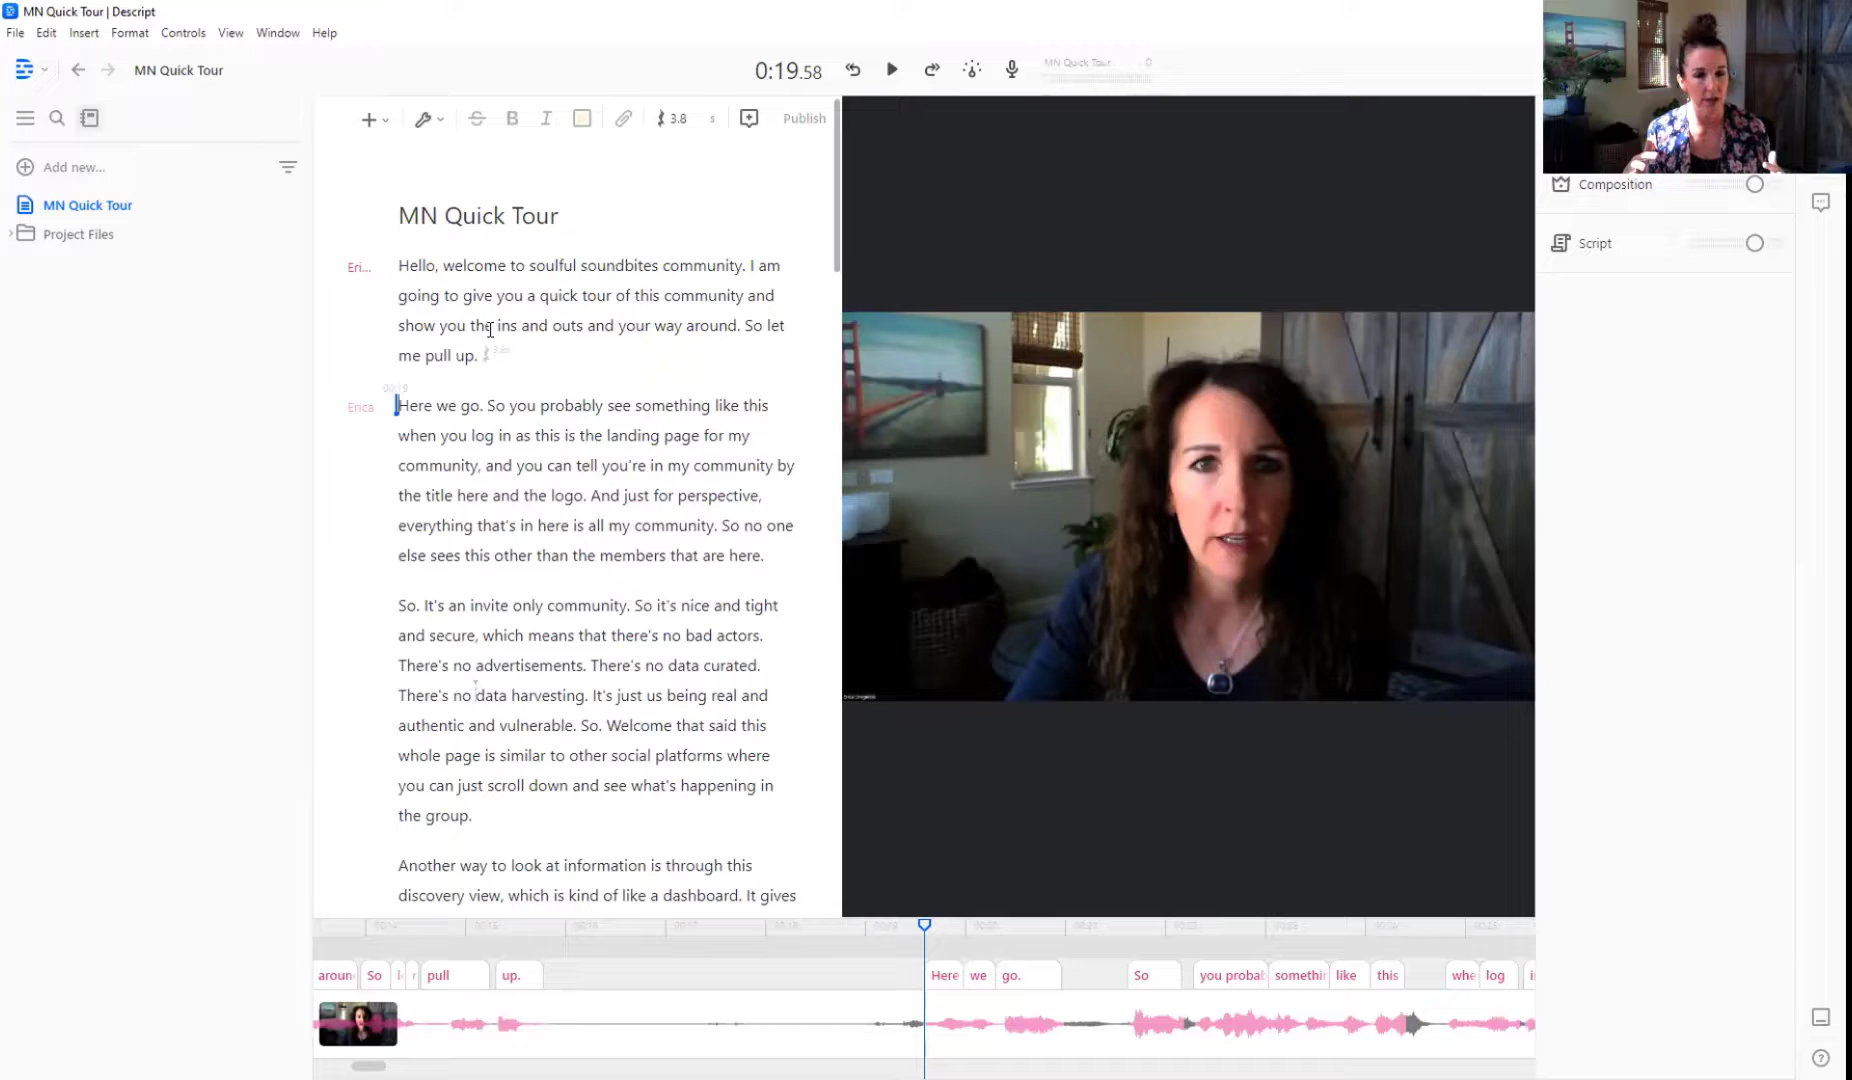 MN Quick Tour | Descript
File Edit Insert Format Controls View Window Help
MN Quick Tour
0:19.58
MN Quick Tour
3.8 s
Publish
Add new...
MN Quick Tour
Project Files
MN Quick Tour
Eri...
Hello, welcome to soulful soundbites community. I am
going to give you a quick tour of this community and
show you the ins and outs and your way around. So let
me pull up.
00:19
Erica
Here we go. So you probably see something like this
when you log in as this is the landing page for my
community, and you can tell you're in my community by
the title here and the logo. And just for perspective,
everything that's in here is all my community. So no one
else sees this other than the members that are here.
So. It's an invite only community. So it's nice and tight
and secure, which means that there's no bad actors.
There's no advertisements. There's no data curated.
There's no data harvesting. It's just us being real and
authentic and vulnerable. So. Welcome that said this
whole page is similar to other social platforms where
you can just scroll down and see what's happening in
the group.
Another way to look at information is through this
discovery view, which is kind of like a dashboard. It gives
Composition
Script
aroun So pull up. Here we go. So you probal somethi like this whe log